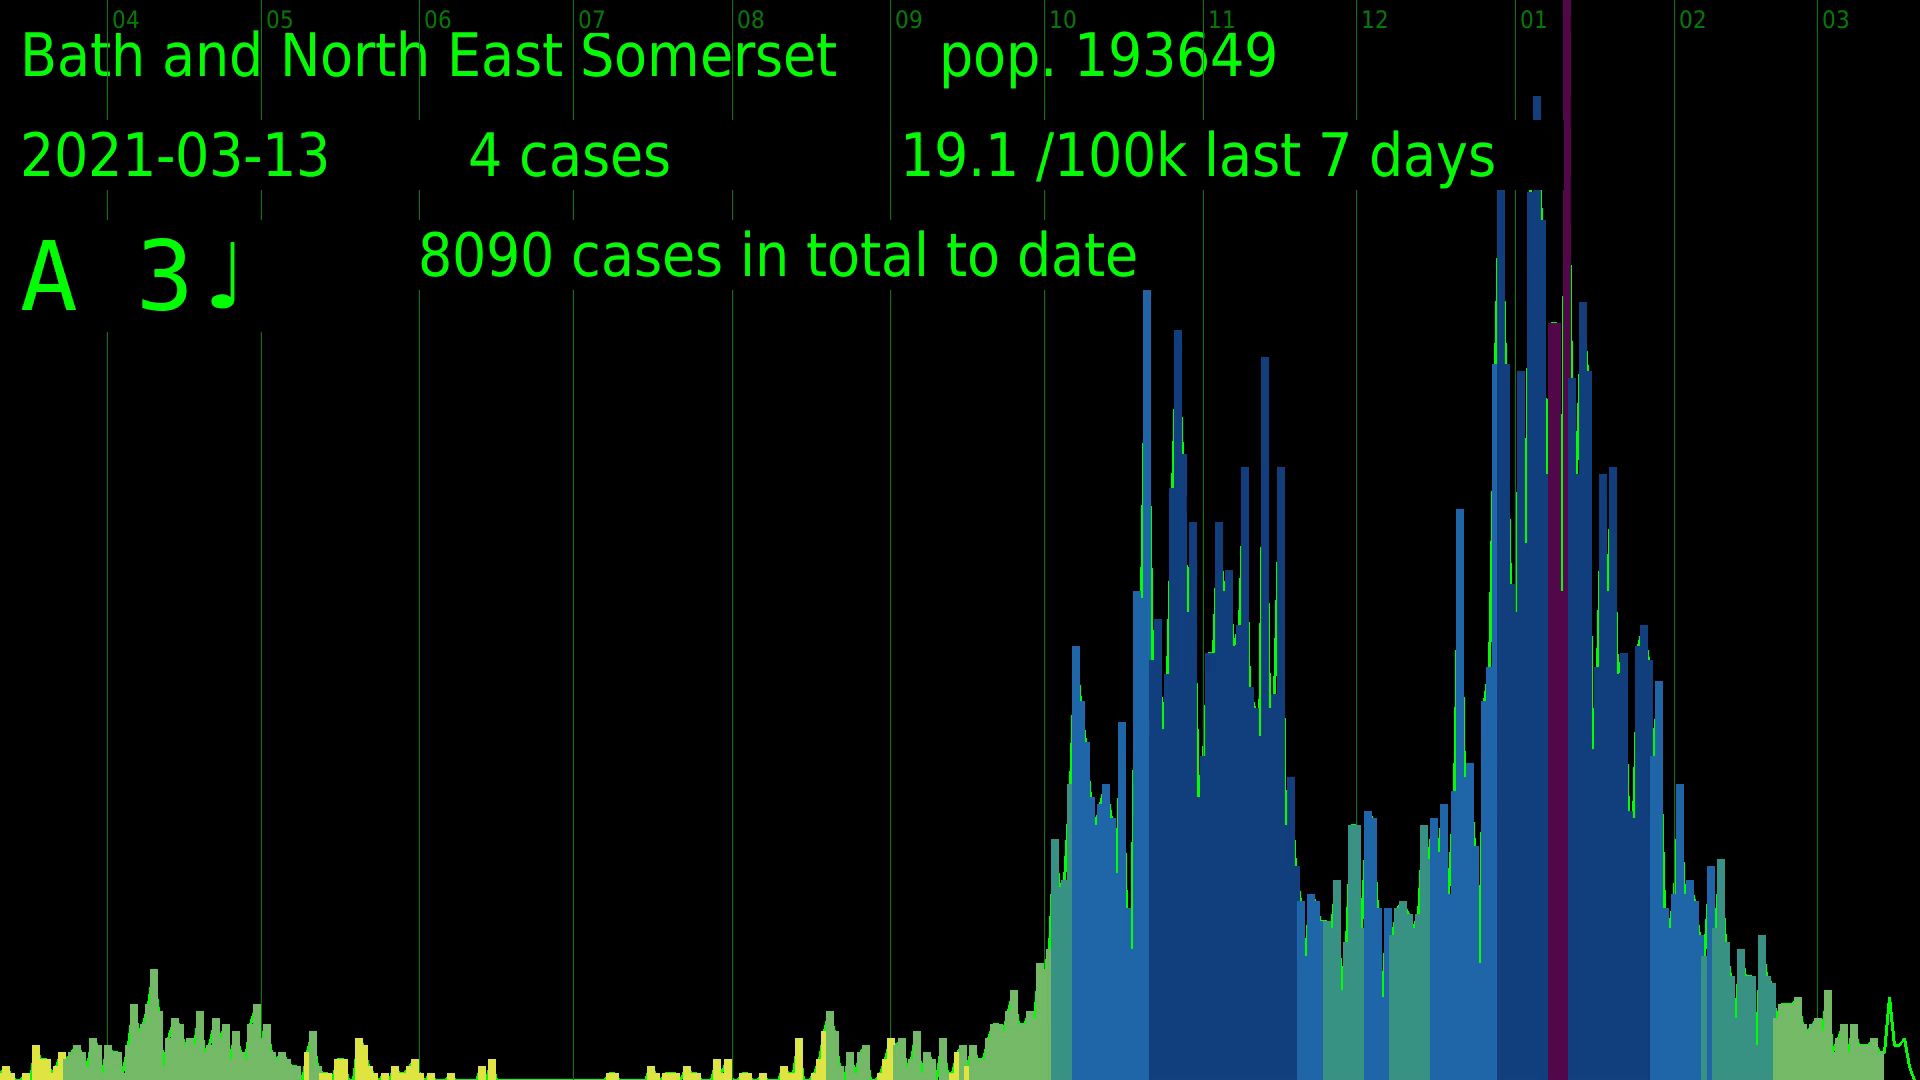 04 05 06 07 08 09 10 11 12 01 02 03
Bath and North East Somerset pop. 193649
2021-03-13 4 cases 19.1 /100k last 7 days
A 3♩ 8090 cases in total to date